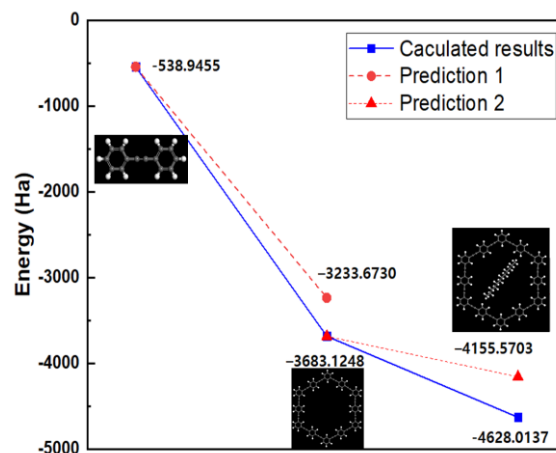 0
-1000
-2000
-3000
-4000
-5000
Energy (Ha)
Caculated results
Prediction 1
Prediction 2
-538.9455
−3233.6730
−3683.1248
−4155.5703
-4628.0137